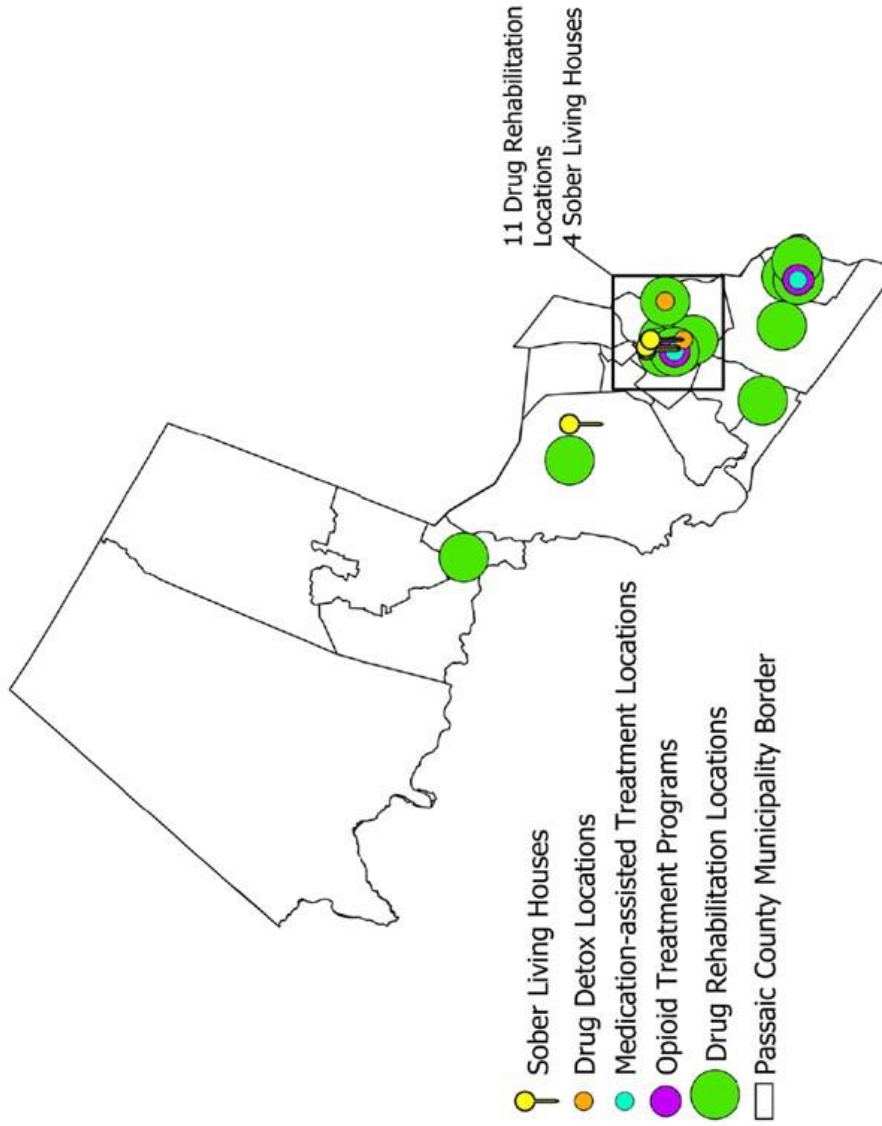 11 Drug Rehabilitation
Locations
4 Sober Living Houses
Sober Living Houses
Drug Detox Locations
Medication-assisted Treatment Locations
Opioid Treatment Programs
Drug Rehabilitation Locations
Passaic County Municipality Border